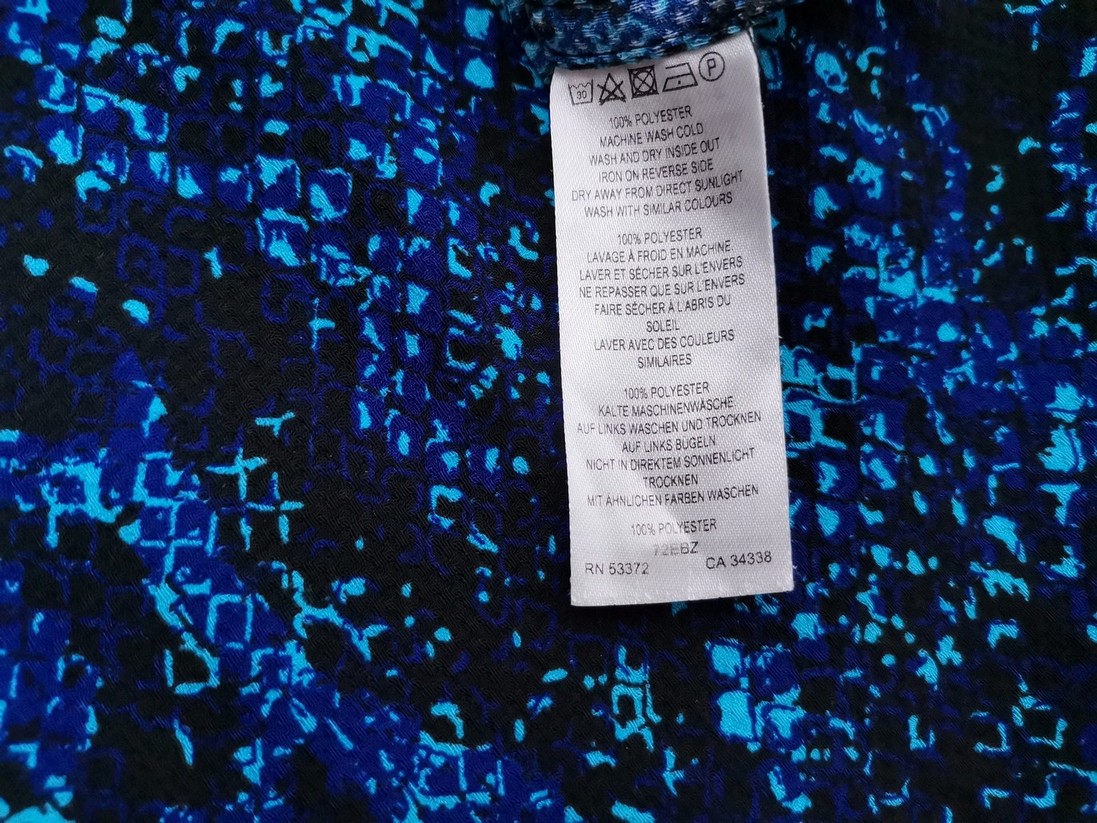 30
P
100% POLYESTER
MACHINE WASH COLD
WASH AND DRY INSIDE OUT
IRON ON REVERSE SIDE
DRY AWAY FROM DIRECT SUNLIGHT
WASH WITH SIMILAR COLOURS
100% POLYESTER
LAVAGE À FROID EN MACHINE
LAVER ET SÉCHER SUR L'ENVERS
NE REPASSER QUE SUR L'ENVERS
FAIRE SÉCHER À L'ABRIS DU
SOLEIL
LAVER AVEC DES COULEURS
SIMILAIRES
100% POLYESTER
KALTE MASCHINENWÄSCHE
AUF LINKS WASCHEN UND TROCKNEN
AUF LINKS BÜGELN
NICHT IN DIREKTEM SONNENLICHT
TROCKNEN
MIT ÄHNLICHEN FARBEN WASCHEN
100% POLYESTER
72EBZ
RN 53372 CA 34338